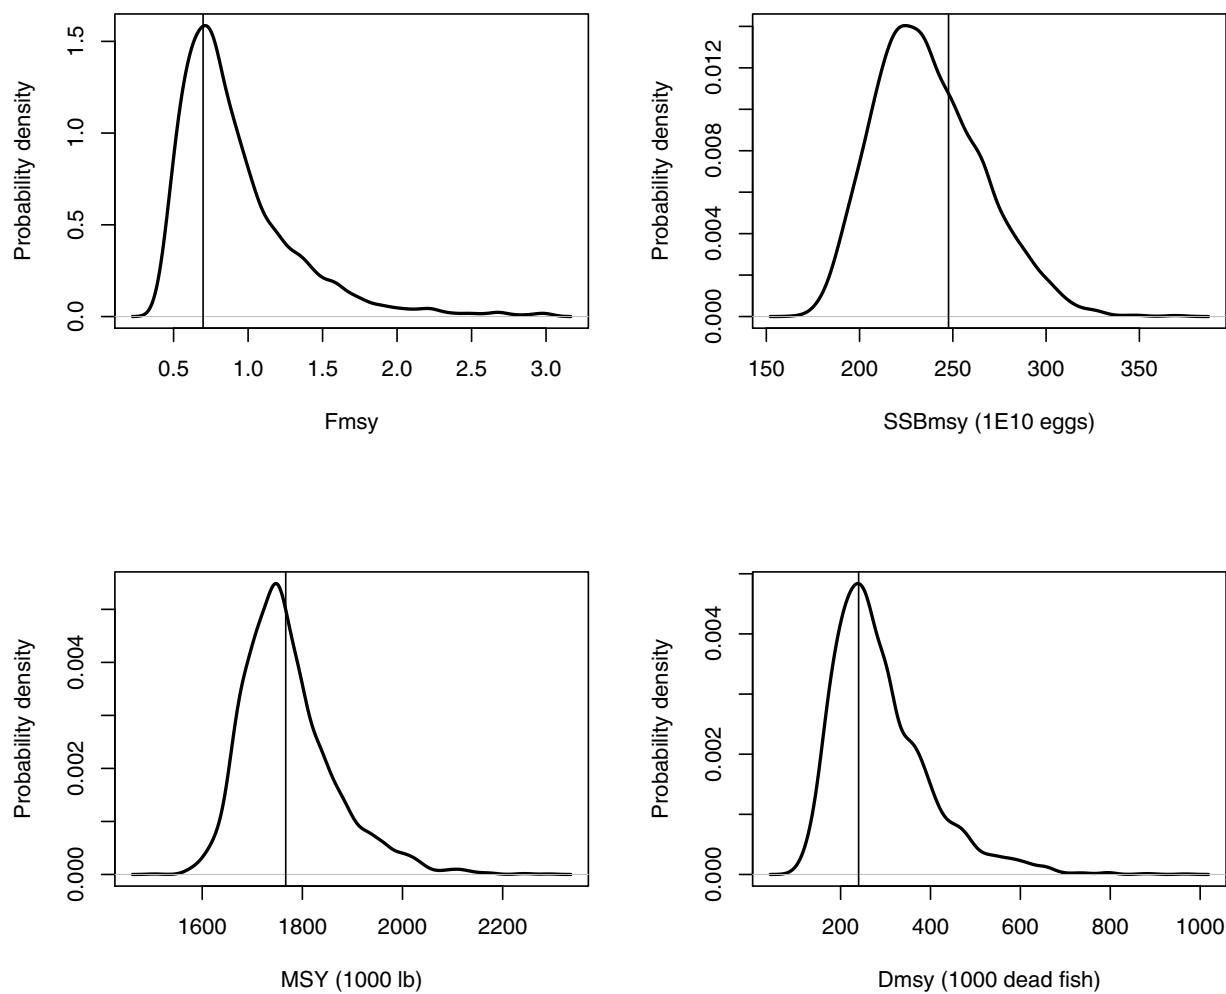 Probability density
0.0 0.5 1.0 1.5
0.5 1.0 1.5 2.0 2.5 3.0
Fmsy
Probability density
0.000 0.004 0.008 0.012
150 200 250 300 350
SSBmsy (1E10 eggs)
Probability density
0.000 0.002 0.004
1600 1800 2000 2200
MSY (1000 lb)
Probability density
0.000 0.002 0.004
200 400 600 800 1000
Dmsy (1000 dead fish)